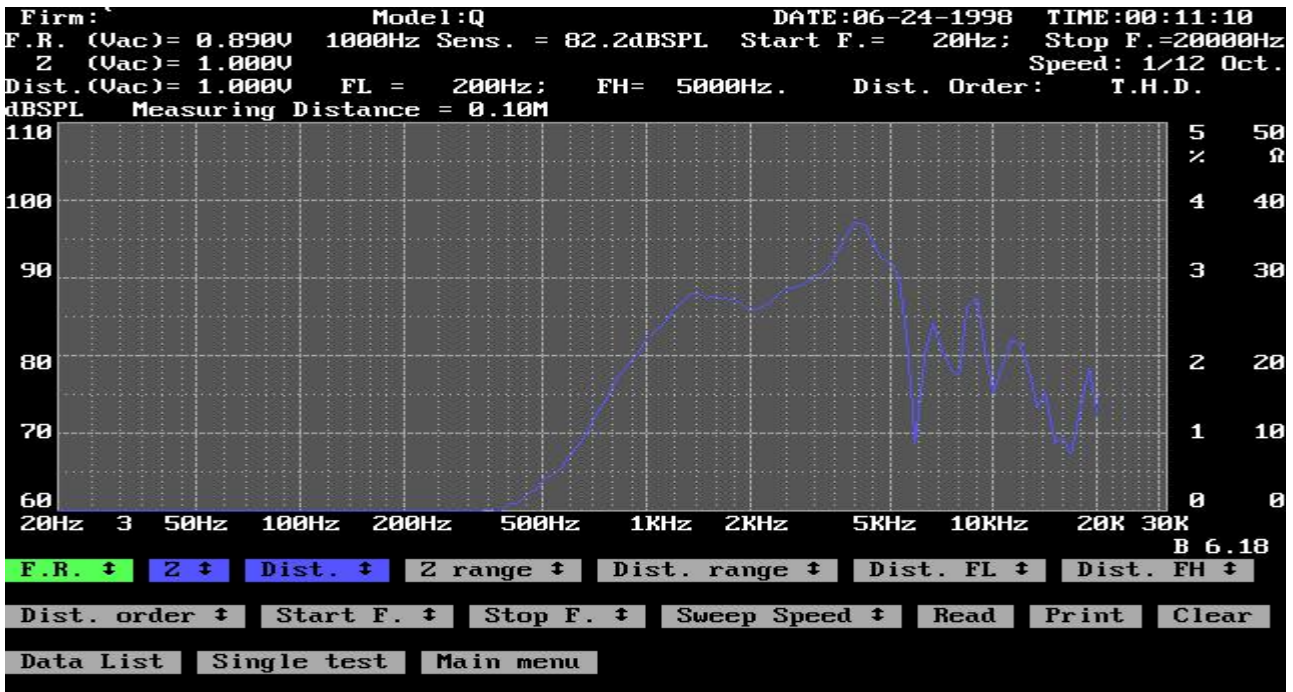 Firm:` Model:Q DATE:06-24-1998 TIME:00:11:10
F.R. (Vac)= 0.890V 1000Hz Sens. = 82.2dBSPL Start F.= 20Hz; Stop F.=20000Hz
Z (Vac)= 1.000V Speed: 1/12 Oct.
Dist.(Vac)= 1.000V FL = 200Hz; FH= 5000Hz. Dist. Order: T.H.D.
dBSPL Measuring Distance = 0.10M
110 5 50
% Ω
100 4 40
90 3 30
80 2 20
70 1 10
60 0 0
20Hz 3 50Hz 100Hz 200Hz 500Hz 1KHz 2KHz 5KHz 10KHz 20K 30K
B 6.18
F.R. ↕ Z ↕ Dist. ↕ Z range ↕ Dist. range ↕ Dist. FL ↕ Dist. FH ↕
Dist. order ↕ Start F. ↕ Stop F. ↕ Sweep Speed ↕ Read Print Clear
Data List Single test Main menu